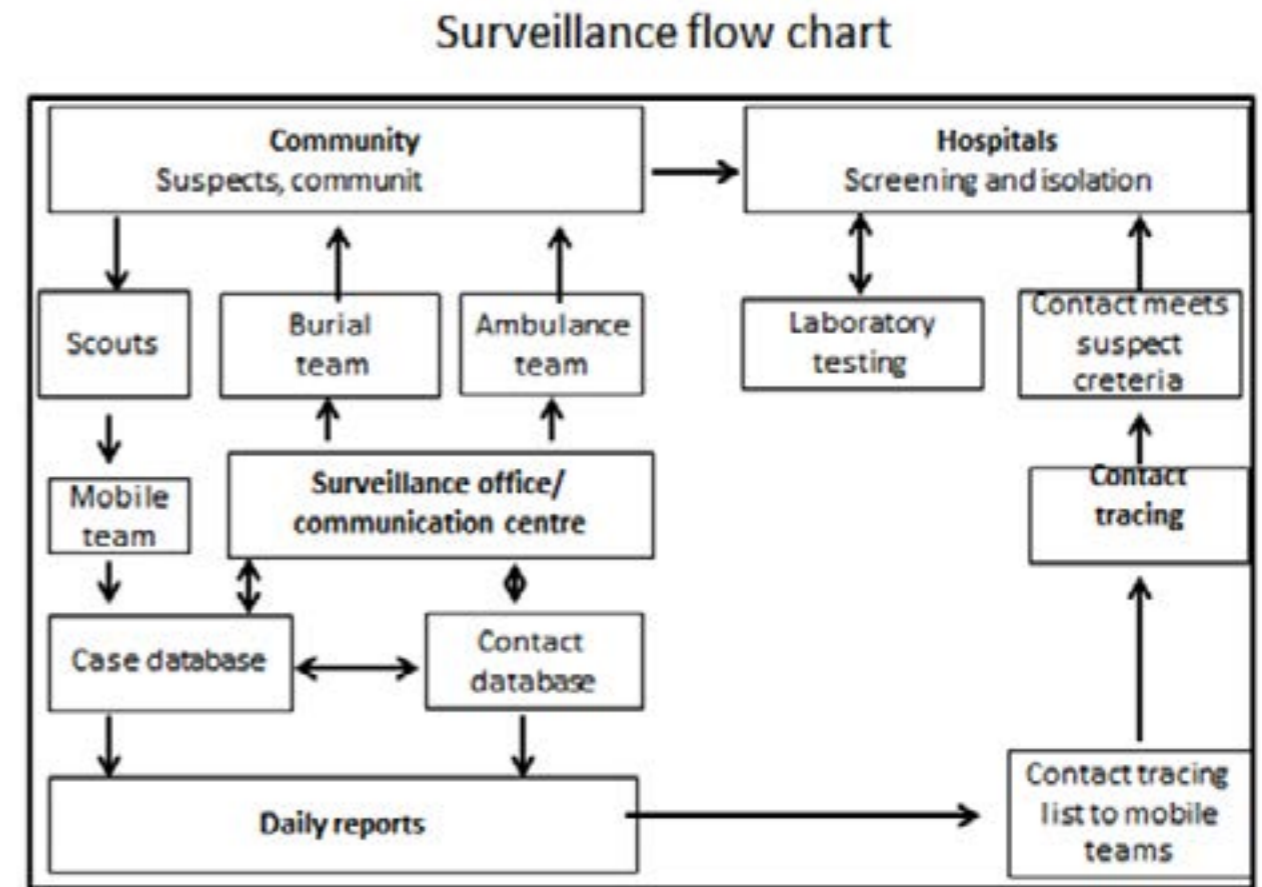 Surveillance flow chart
Community
Suspects, communit
Hospitals
Screening and isolation
Scouts
Burial
team
Ambulance
team
Laboratory
testing
Contact meets
suspect
creteria
Mobile
team
Surveillance office/
communication centre
Contact
tracing
Case database
Contact
database
Daily reports
Contact tracing
list to mobile
teams